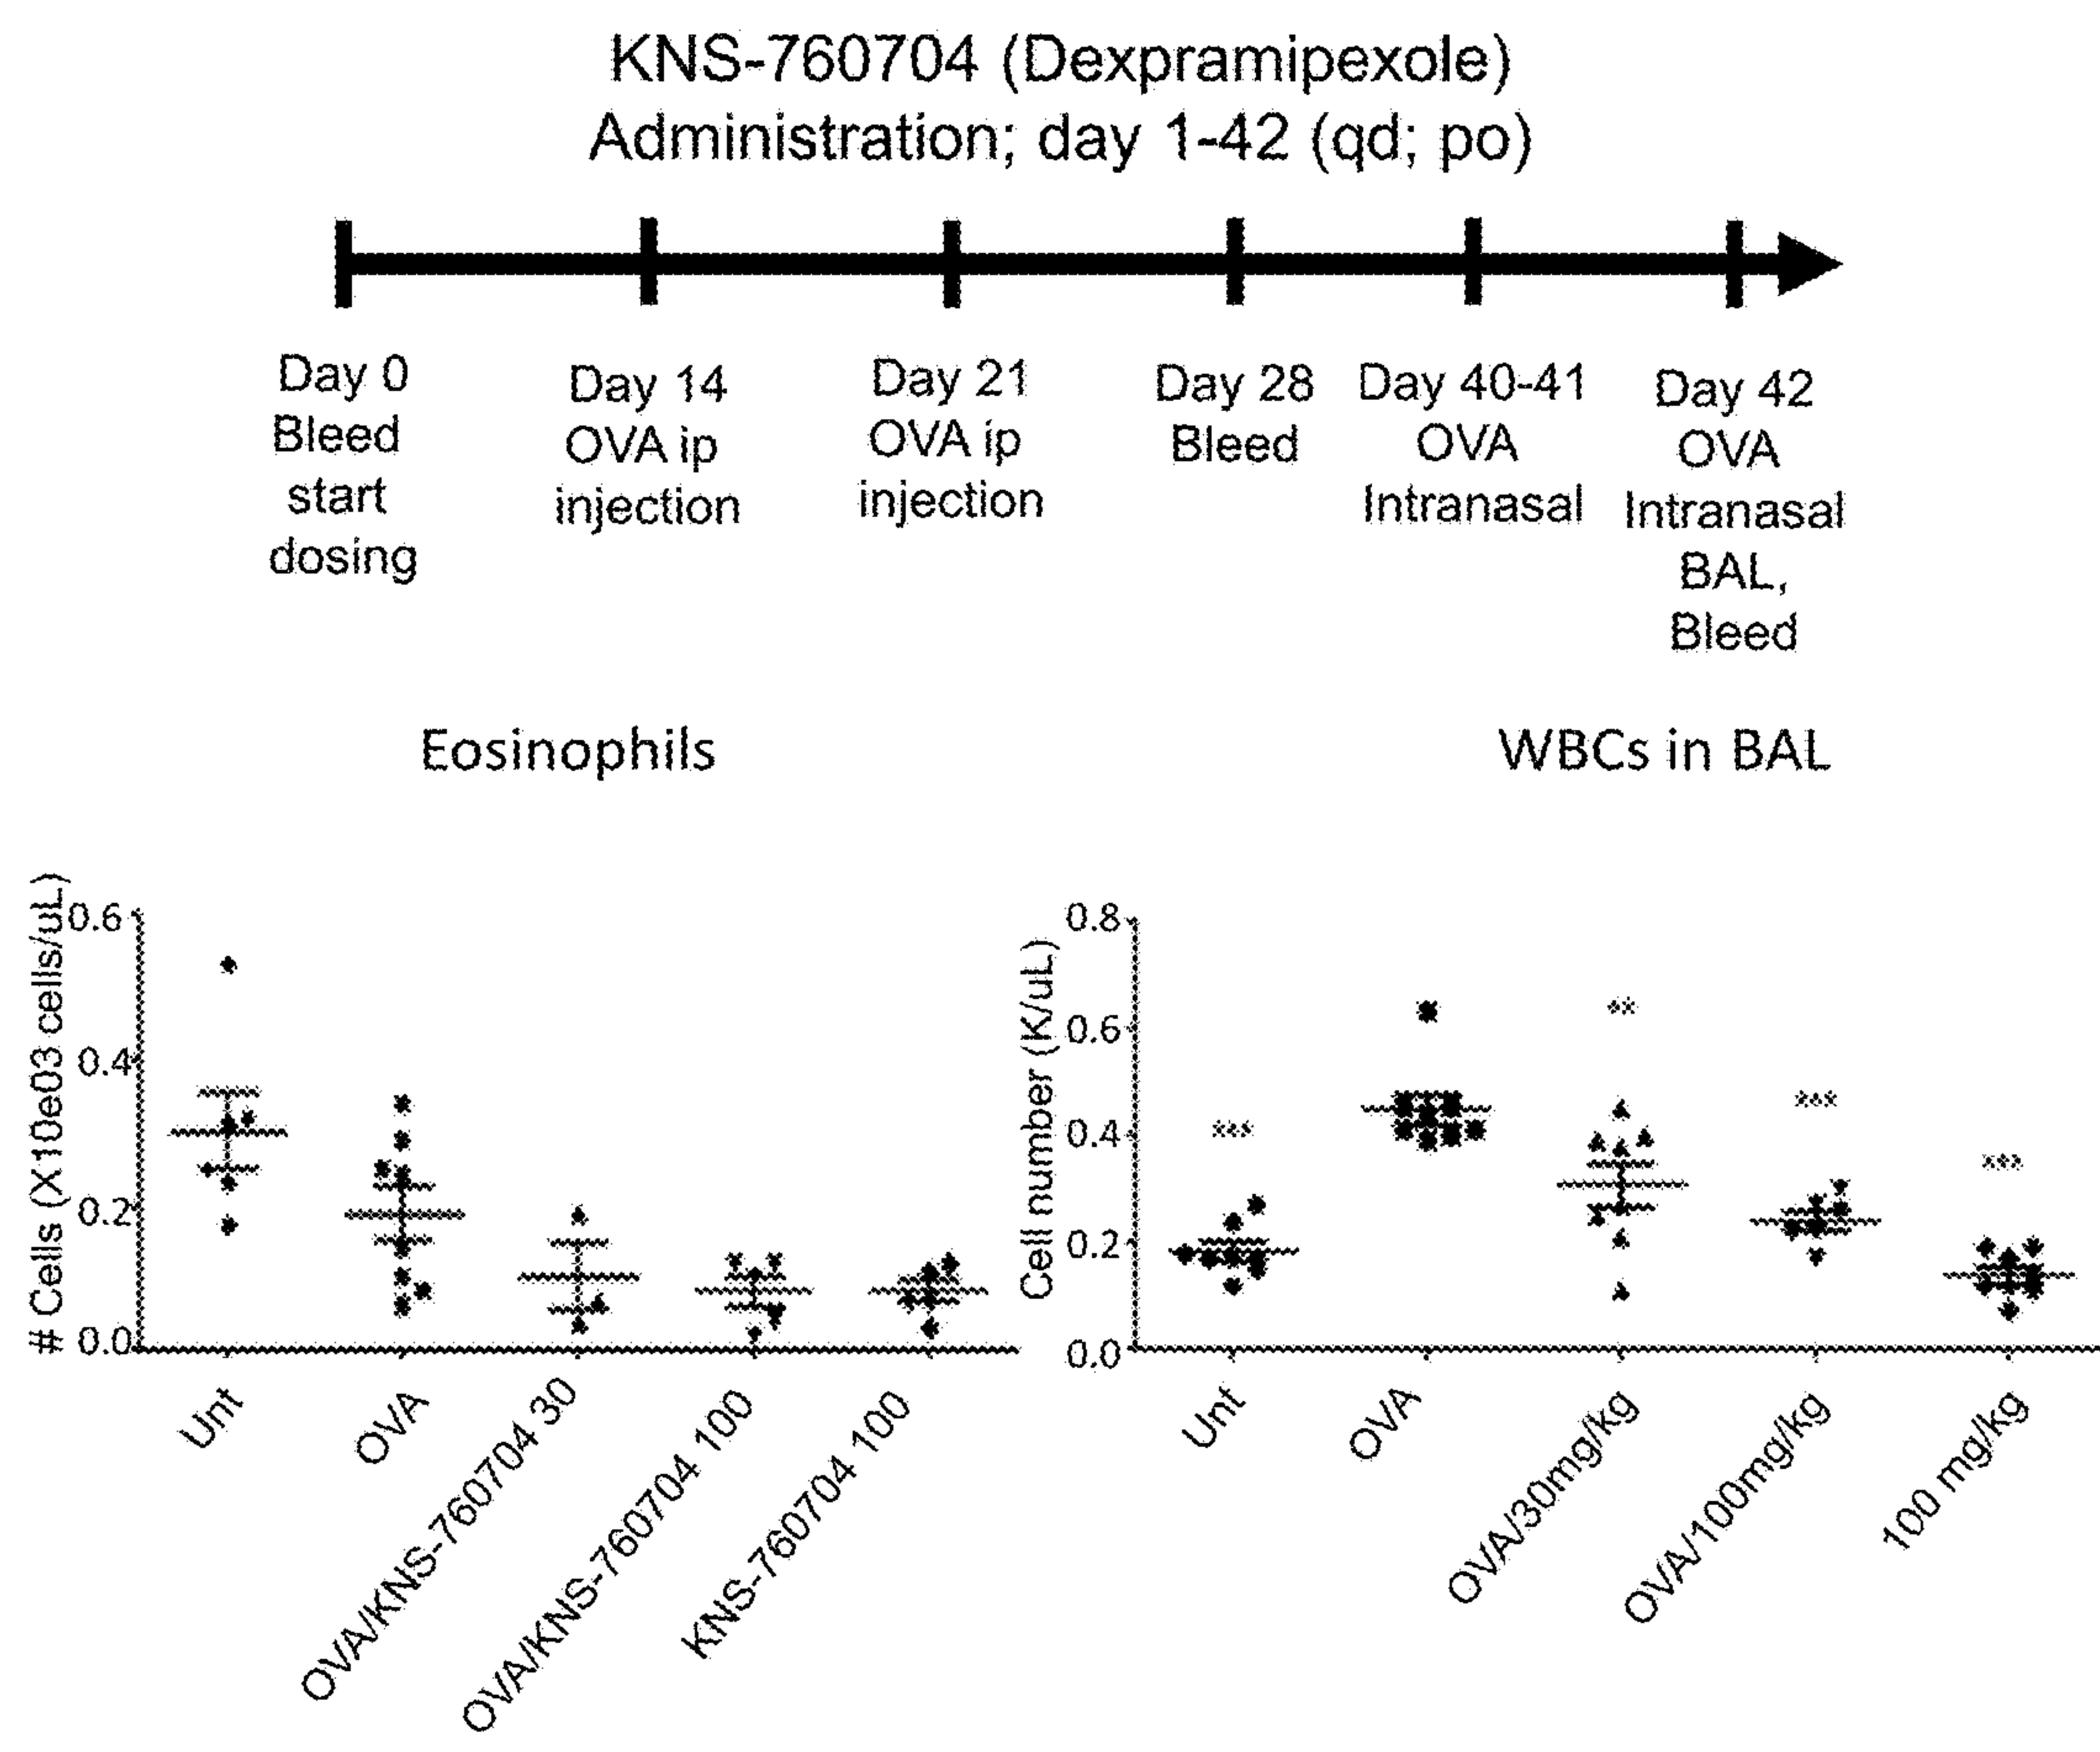 KNS-760704 (Dexpramipexole)
Administration; day 1-42 (qd; po)
Day 0
Bleed
start
dosing
Day 14
OVA ip
injection
Day 21
OVA ip
injection
Day 28
Bleed
Day 40-41
OVA
Intranasal
Day 42
OVA
Intranasal
BAL,
Bleed
Eosinophils
# Cells (X10e03 cells/uL)
0.6
0.4
0.2
0.0
Unt
OVA
OVA/KNS-760704 30
OVA/KNS-760704 100
KNS-760704 100
WBCs in BAL
Cell number (K/uL)
0.8
0.6
0.4
0.2
0.0
***
**
***
***
Unt
OVA
OVA/30mg/kg
OVA/100mg/kg
100 mg/kg